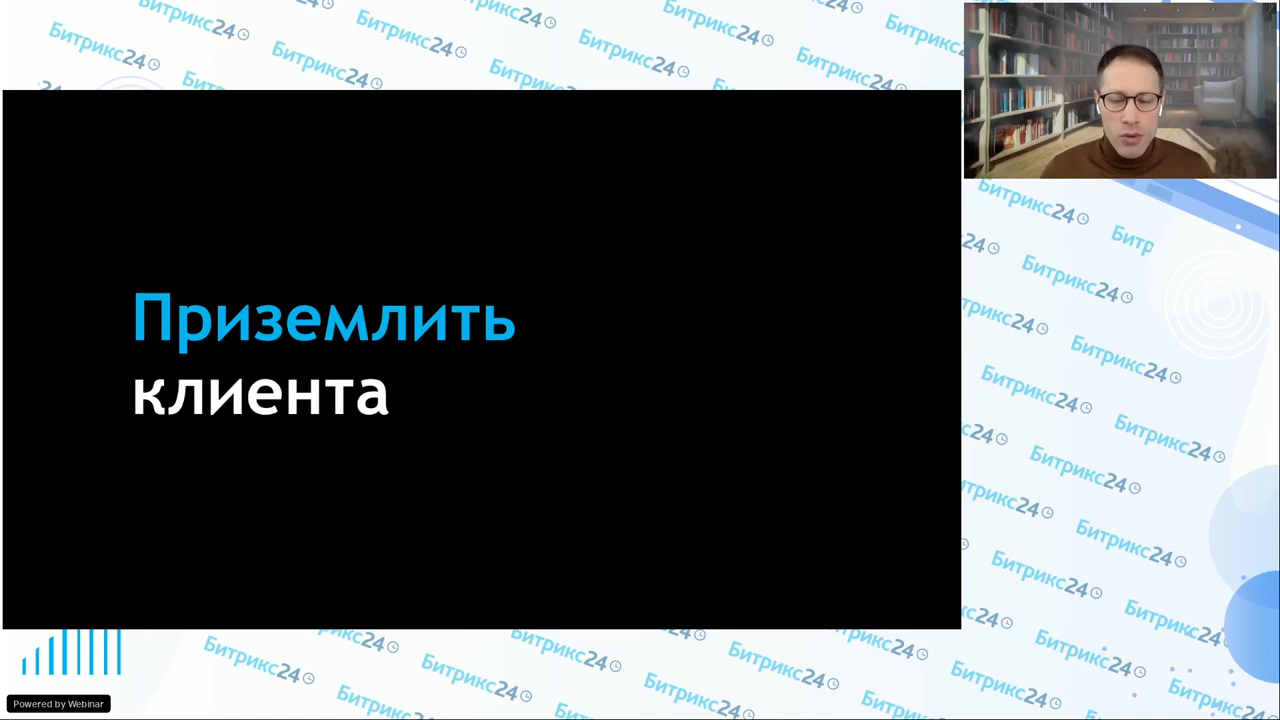 Битрикс24
Приземлить
клиента
Powered by Webinar